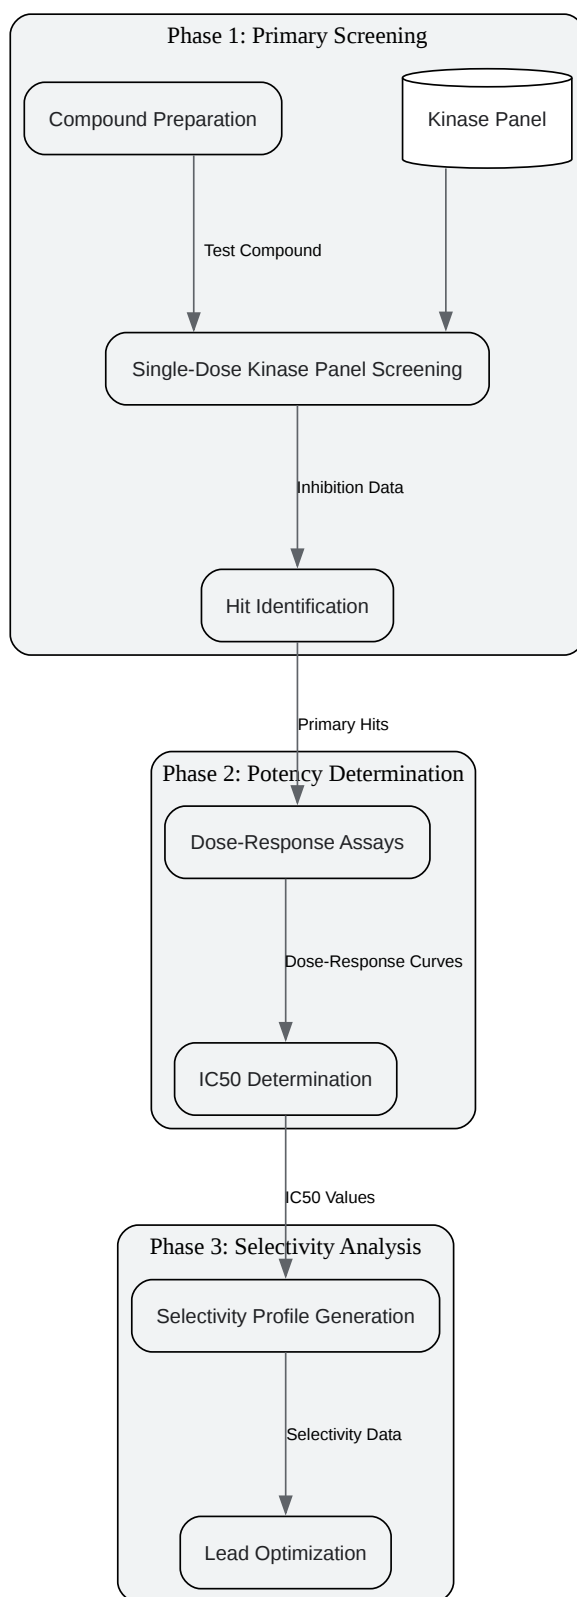 Phase 1: Primary Screening
Compound Preparation
Kinase Panel
Test Compound
Single-Dose Kinase Panel Screening
Inhibition Data
Hit Identification
Primary Hits
Phase 2: Potency Determination
Dose-Response Assays
Dose-Response Curves
IC50 Determination
IC50 Values
Phase 3: Selectivity Analysis
Selectivity Profile Generation
Selectivity Data
Lead Optimization